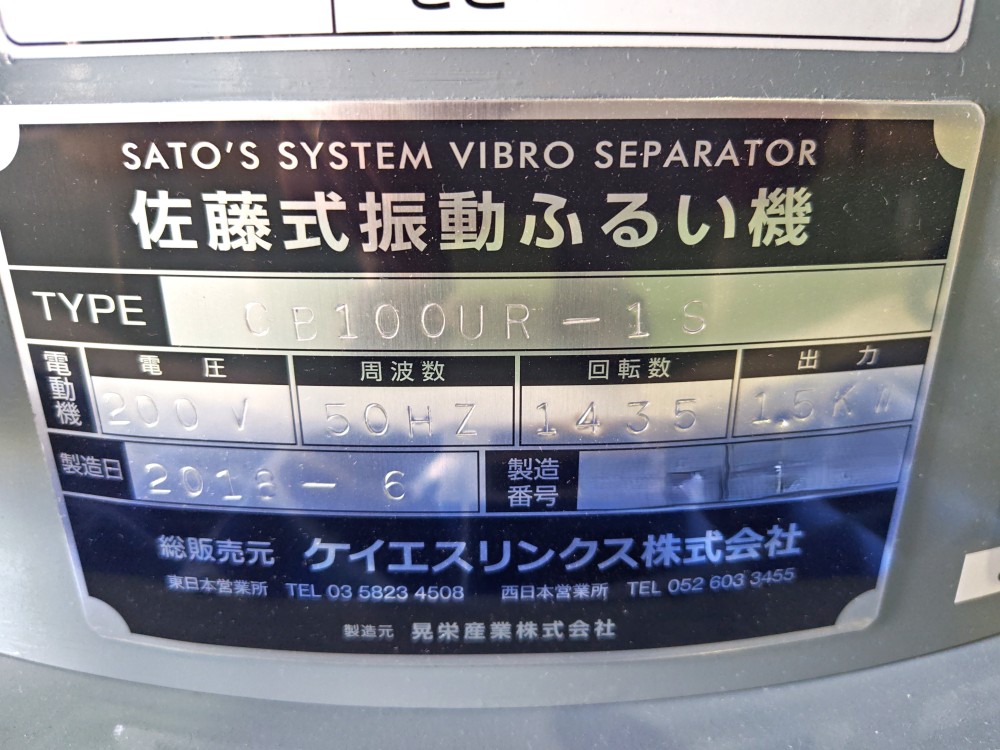 SATO'S SYSTEM VIBRO SEPARATOR
佐藤式振動ふるい機
TYPE CB100UR-1S
電動機 電圧 周波数 回転数 出力
200V 50HZ 1435 1.5KW
製造日 2018-6 製造番号
総販売元 ケイエスリンクス株式会社
東日本営業所 TEL 03 5823 4508 西日本営業所 TEL 052 603 3455
製造元 晃栄産業株式会社